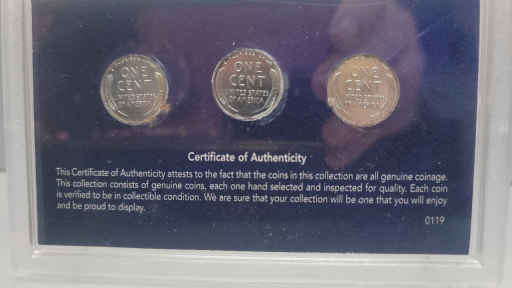 ONE
CENT
UNITED STATES
OF AMERICA
ONE
CENT
UNITED STATES
OF AMERICA
ONE
CENT
UNITED STATES
OF AMERICA
Certificate of Authenticity
This Certificate of Authenticity attests to the fact that the coins in this collection are all genuine coinage.
This collection consists of genuine coins, each one hand selected and inspected for quality. Each coin
is verified to be in collectible condition. We are sure that your collection will be one that you will enjoy
and be proud to display.
0119